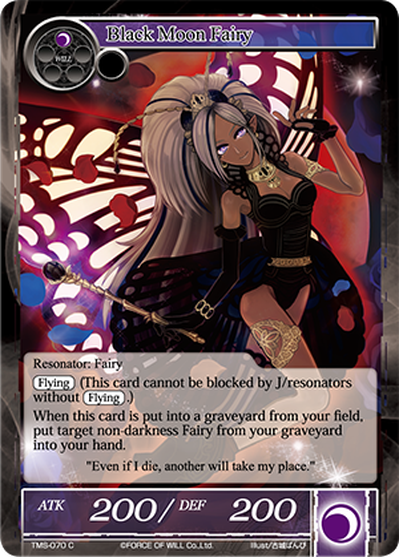 Black Moon Fairy
WILL
Resonator: Fairy
Flying (This card cannot be blocked by J/resonators
without Flying.)
When this card is put into a graveyard from your field,
put target non-darkness Fairy from your graveyard
into your hand.
"Even if I die, another will take my place."
ATK 200/ DEF 200
TMS-070 C ©FORCE OF WILL Co.,Ltd. Illust/